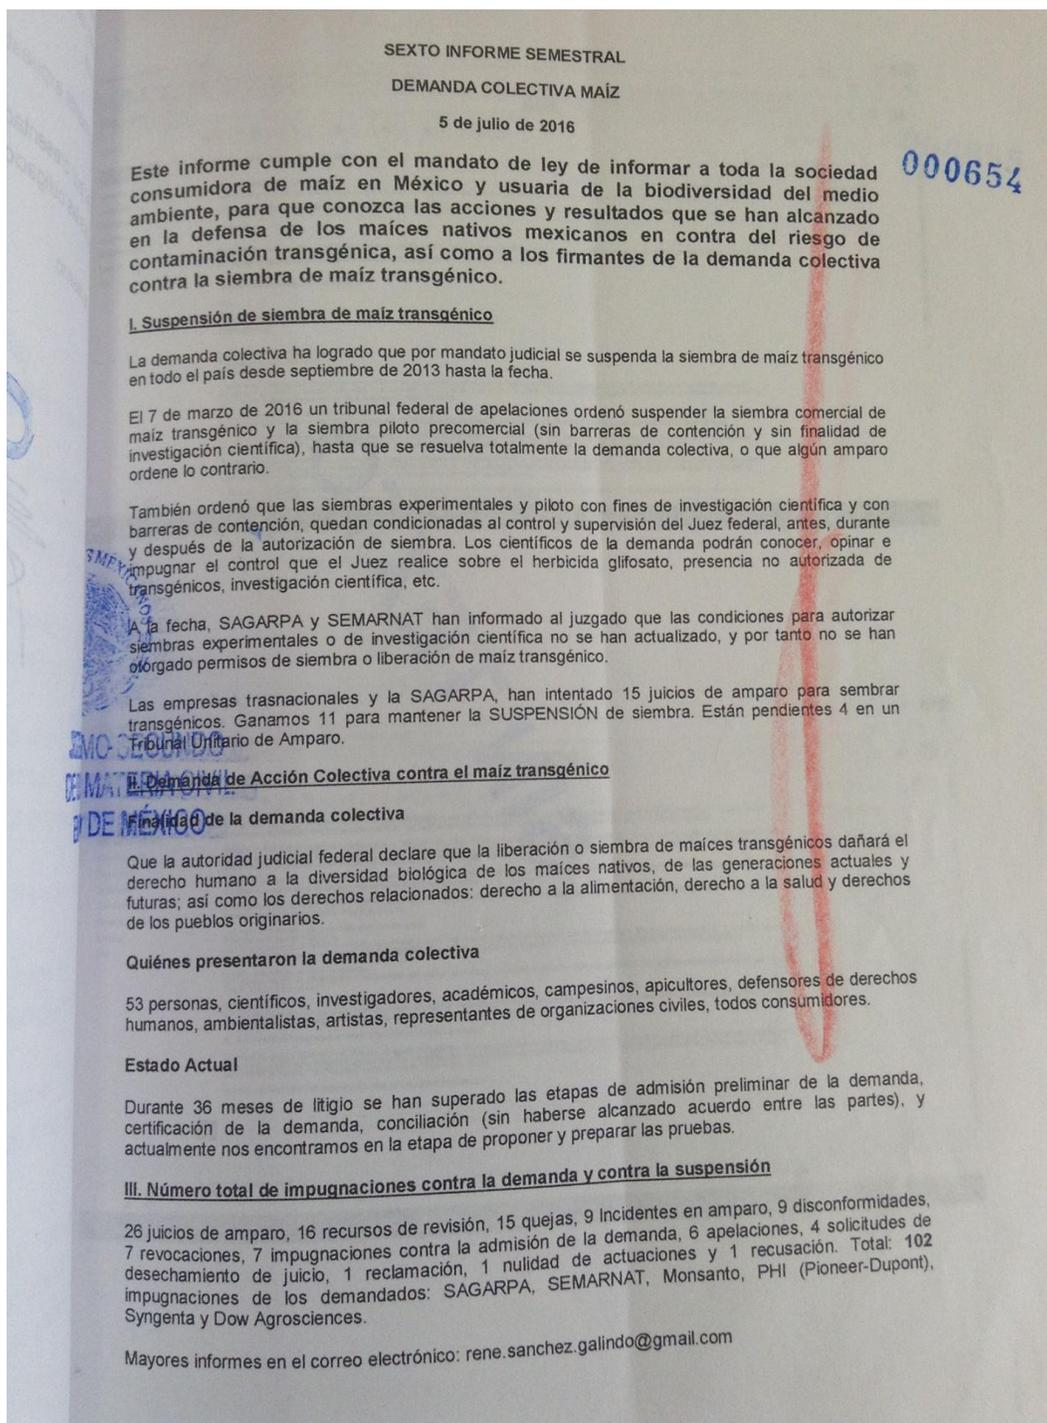 SEXTO INFORME SEMESTRAL
DEMANDA COLECTIVA MAÍZ
5 de julio de 2016
000654
Este informe cumple con el mandato de ley de informar a toda la sociedad
consumidora de maíz en México y usuaria de la biodiversidad del medio
ambiente, para que conozca las acciones y resultados que se han alcanzado
en la defensa de los maíces nativos mexicanos en contra del riesgo de
contaminación transgénica, así como a los firmantes de la demanda colectiva
contra la siembra de maíz transgénico.
I. Suspensión de siembra de maíz transgénico
La demanda colectiva ha logrado que por mandato judicial se suspenda la siembra de maíz transgénico
en todo el país desde septiembre de 2013 hasta la fecha.
El 7 de marzo de 2016 un tribunal federal de apelaciones ordenó suspender la siembra comercial de
maíz transgénico y la siembra piloto precomercial (sin barreras de contención y sin finalidad de
investigación científica), hasta que se resuelva totalmente la demanda colectiva, o que algún amparo
ordene lo contrario.
También ordenó que las siembras experimentales y piloto con fines de investigación científica y con
barreras de contención, quedan condicionadas al control y supervisión del Juez federal, antes, durante
y después de la autorización de siembra. Los científicos de la demanda podrán conocer, opinar e
impugnar el control que el Juez realice sobre el herbicida glifosato, presencia no autorizada de
transgénicos, investigación científica, etc.
A la fecha, SAGARPA y SEMARNAT han informado al juzgado que las condiciones para autorizar
siembras experimentales o de investigación científica no se han actualizado, y por tanto no se han
otorgado permisos de siembra o liberación de maíz transgénico.
Las empresas trasnacionales y la SAGARPA, han intentado 15 juicios de amparo para sembrar
transgénicos. Ganamos 11 para mantener la SUSPENSIÓN de siembra. Están pendientes 4 en un
Tribunal Unitario de Amparo.
MO SEGUNDO
II. Demanda de Acción Colectiva contra el maíz transgénico
MATERIA CIVIL
Finalidad de la demanda colectiva
DE MÉXICO
Que la autoridad judicial federal declare que la liberación o siembra de maíces transgénicos dañará el
derecho humano a la diversidad biológica de los maíces nativos, de las generaciones actuales y
futuras; así como los derechos relacionados: derecho a la alimentación, derecho a la salud y derechos
de los pueblos originarios.
Quiénes presentaron la demanda colectiva
53 personas, científicos, investigadores, académicos, campesinos, apicultores, defensores de derechos
humanos, ambientalistas, artistas, representantes de organizaciones civiles, todos consumidores.
Estado Actual
Durante 36 meses de litigio se han superado las etapas de admisión preliminar de la demanda,
certificación de la demanda, conciliación (sin haberse alcanzado acuerdo entre las partes), y
actualmente nos encontramos en la etapa de proponer y preparar las pruebas.
III. Número total de impugnaciones contra la demanda y contra la suspensión
26 juicios de amparo, 16 recursos de revisión, 15 quejas, 9 Incidentes en amparo, 9 disconformidades,
7 revocaciones, 7 impugnaciones contra la admisión de la demanda, 6 apelaciones, 4 solicitudes de
desechamiento de juicio, 1 reclamación, 1 nulidad de actuaciones y 1 recusación. Total: 102
impugnaciones de los demandados: SAGARPA, SEMARNAT, Monsanto, PHI (Pioneer-Dupont),
Syngenta y Dow Agrosciences.
Mayores informes en el correo electrónico: rene.sanchez.galindo@gmail.com